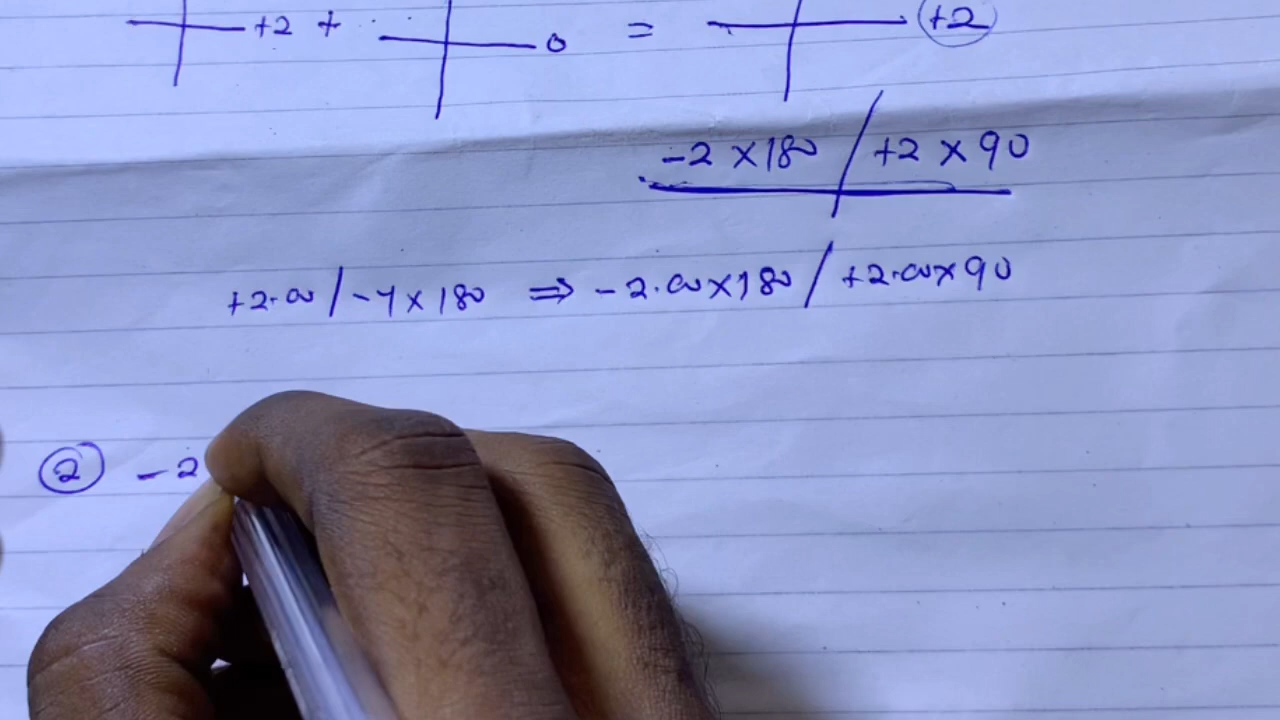 +2 + 0 = +2
-2 × 180 / +2 × 90
+2.00 / -4 × 180 ⇒ -2.00 × 180 / +2.00 × 90
② -2